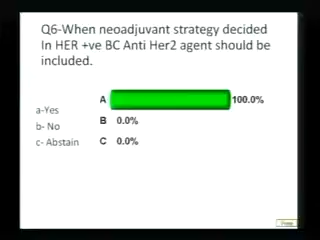 Q6-When neoadjuvant strategy decided
In HER +ve BC Anti Her2 agent should be
included.
a-Yes
b- No
c- Abstain
A 100.0%
B 0.0%
C 0.0%